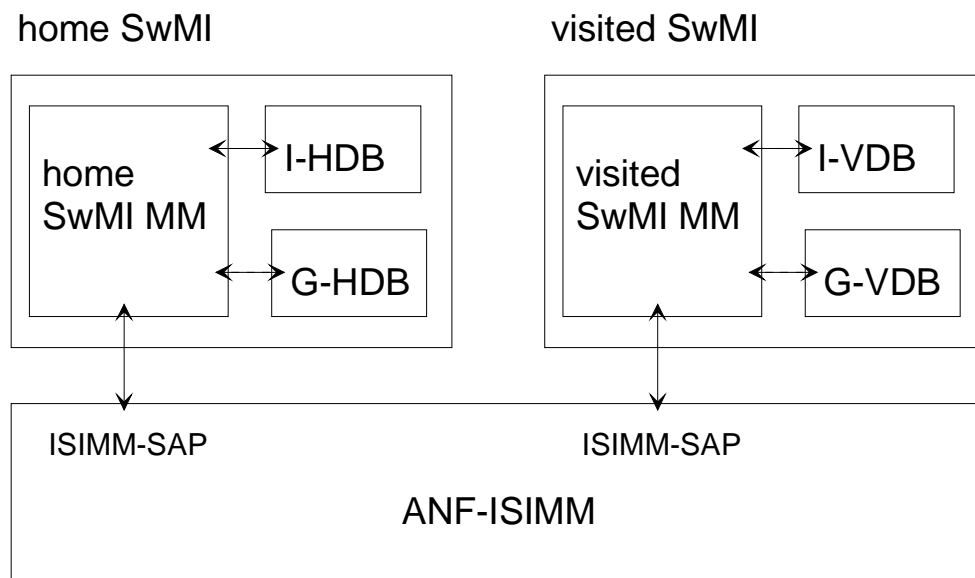 home SwMI
visited SwMI
home
SwMI MM
I-HDB
G-HDB
visited
SwMI MM
I-VDB
G-VDB
ISIMM-SAP
ISIMM-SAP
ANF-ISIMM